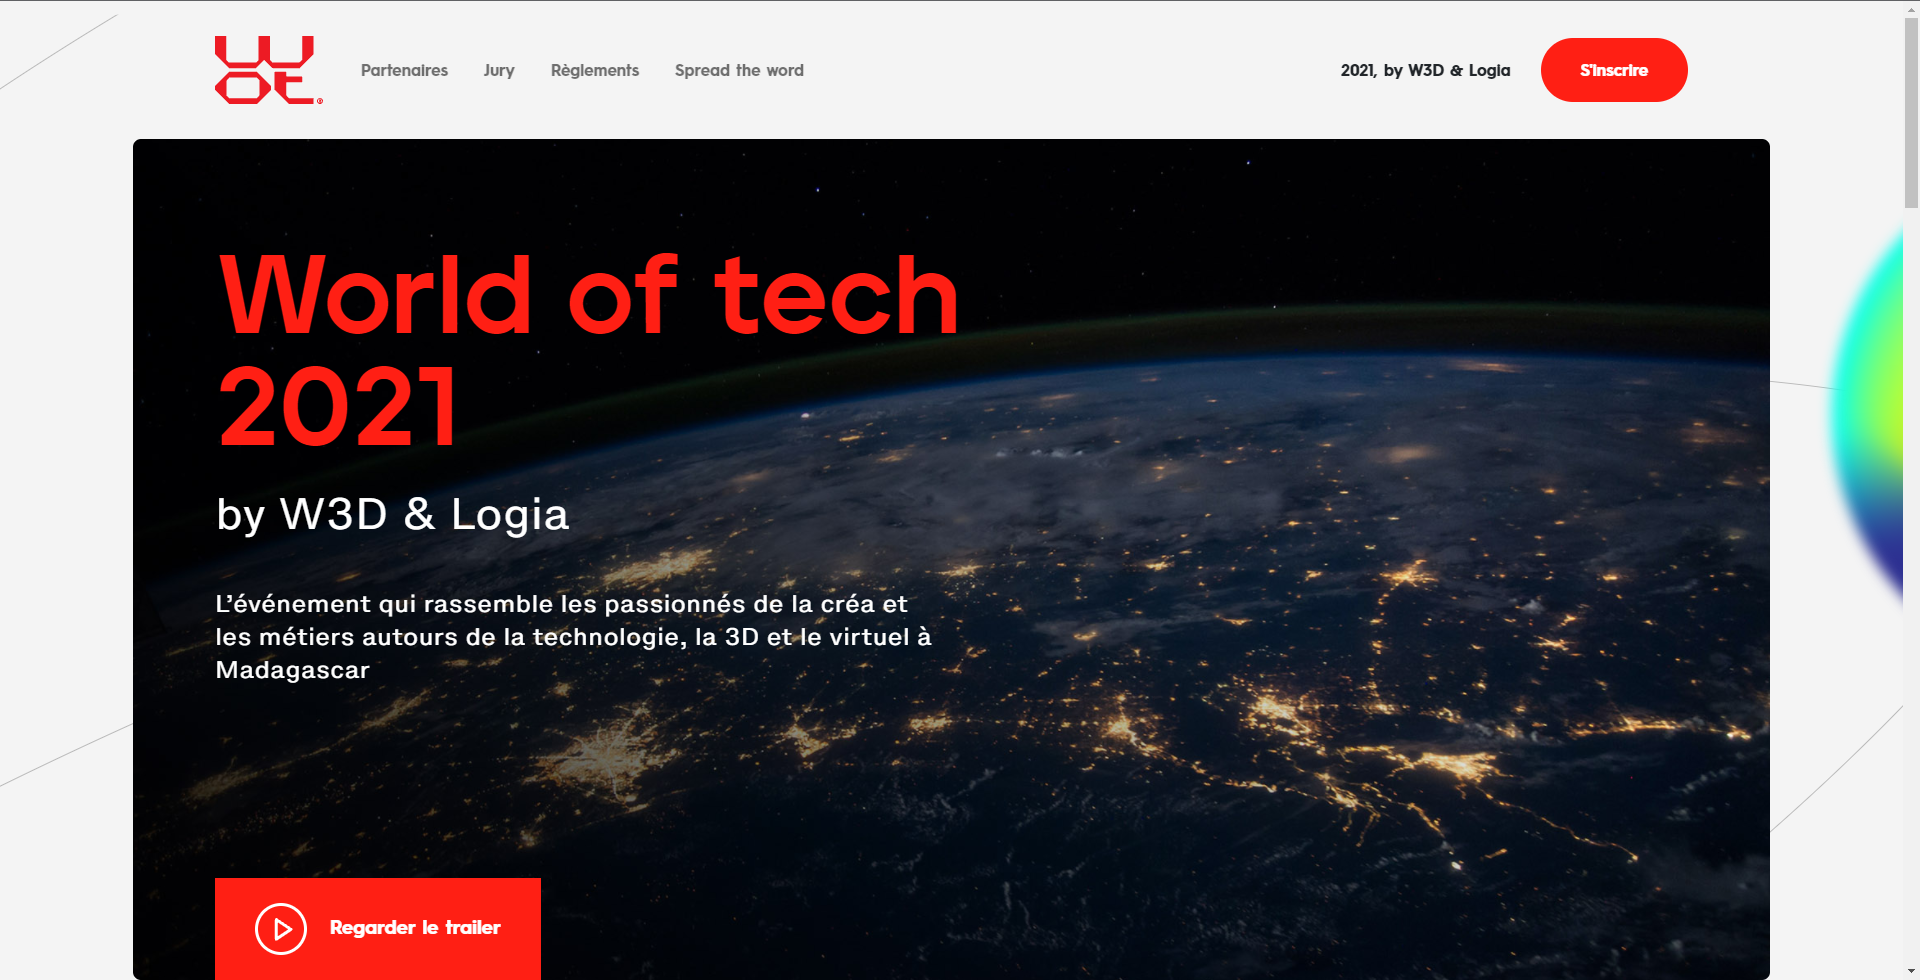 WOT
Partenaires
Jury
Règlements
Spread the word
2021, by W3D & Logia
S'inscrire
World of tech
2021
by W3D & Logia
L’événement qui rassemble les passionnés de la créa et
les métiers autours de la technologie, la 3D et le virtuel à
Madagascar
Regarder le trailer